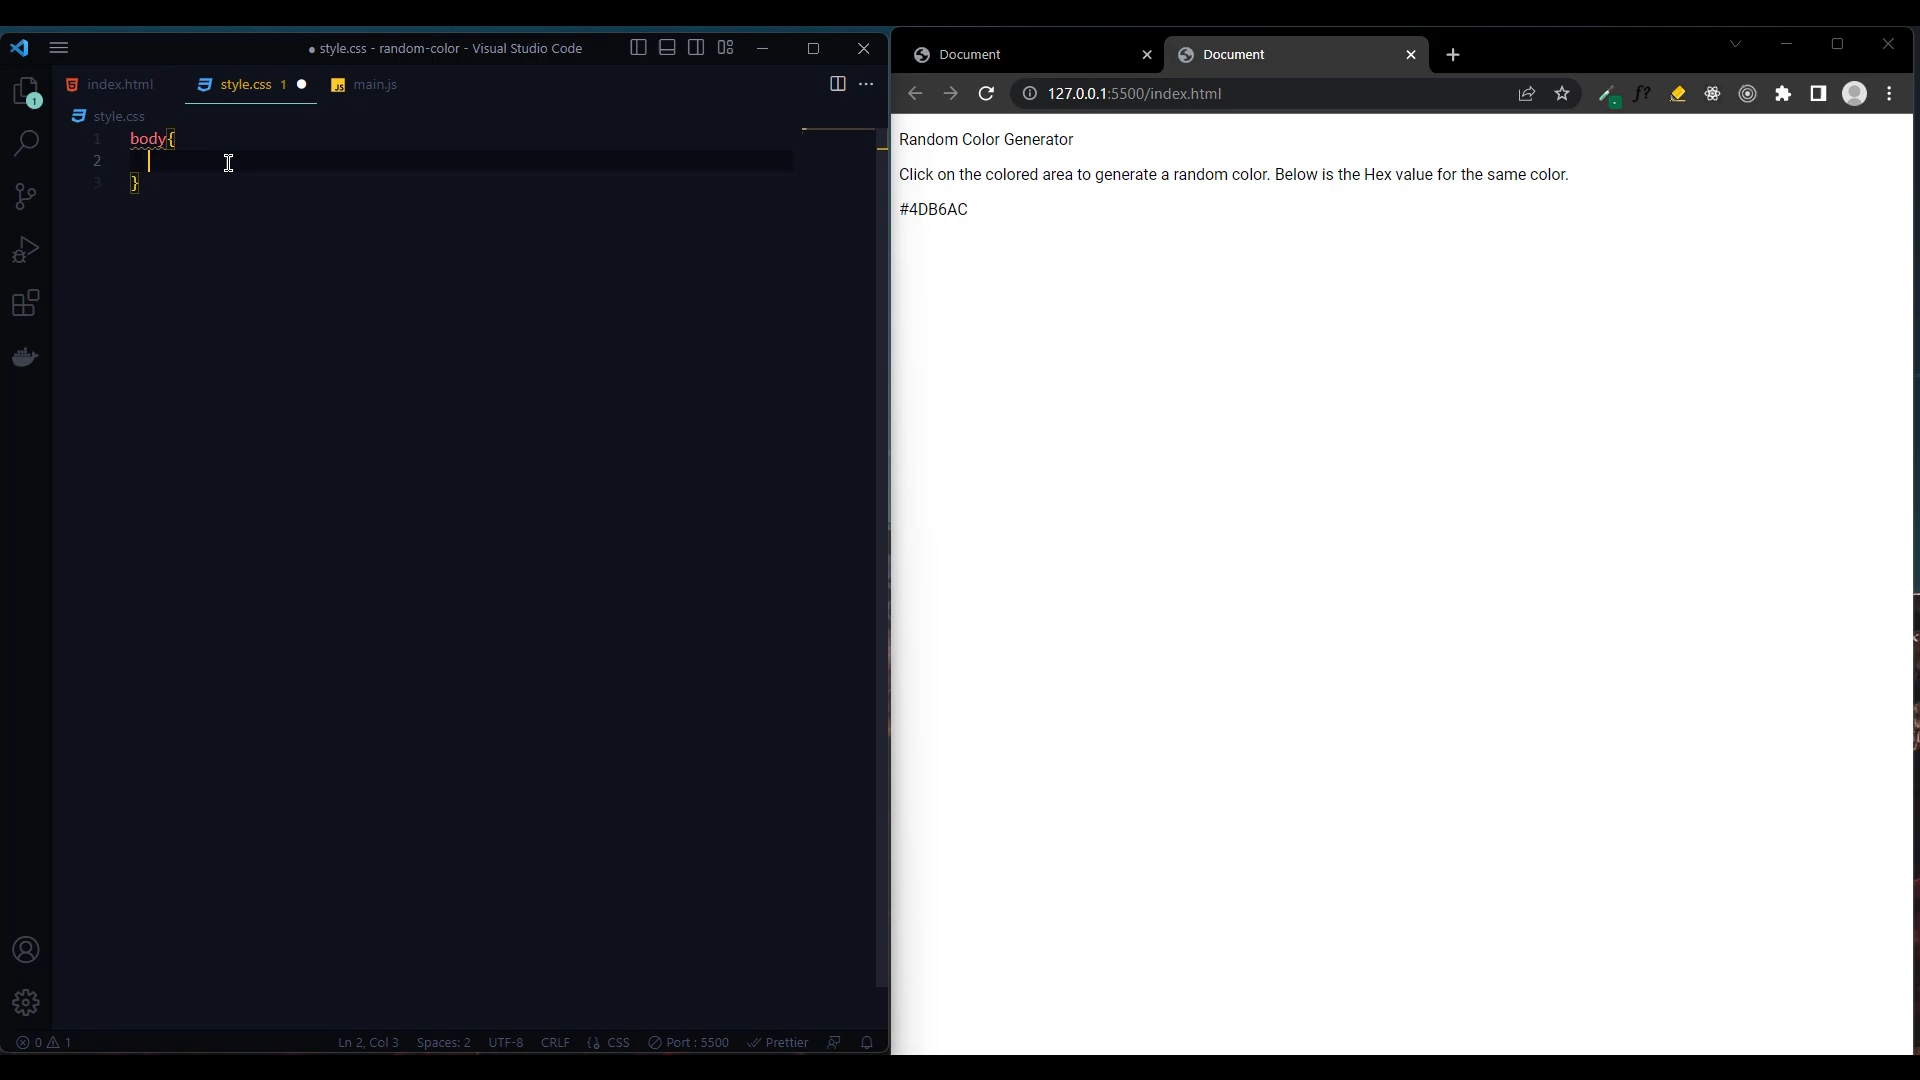 style.css - random-color - Visual Studio Code
index.html
style.css 1
JS main.js
style.css
1 body{
2
3 }
0 1
Ln 2, Col 3
Spaces: 2
UTF-8
CRLF
{} CSS
Port : 5500
Prettier
1
Document
Document
127.0.0.1:5500/index.html
f?
Random Color Generator
Click on the colored area to generate a random color. Below is the Hex value for the same color.
#4DB6AC